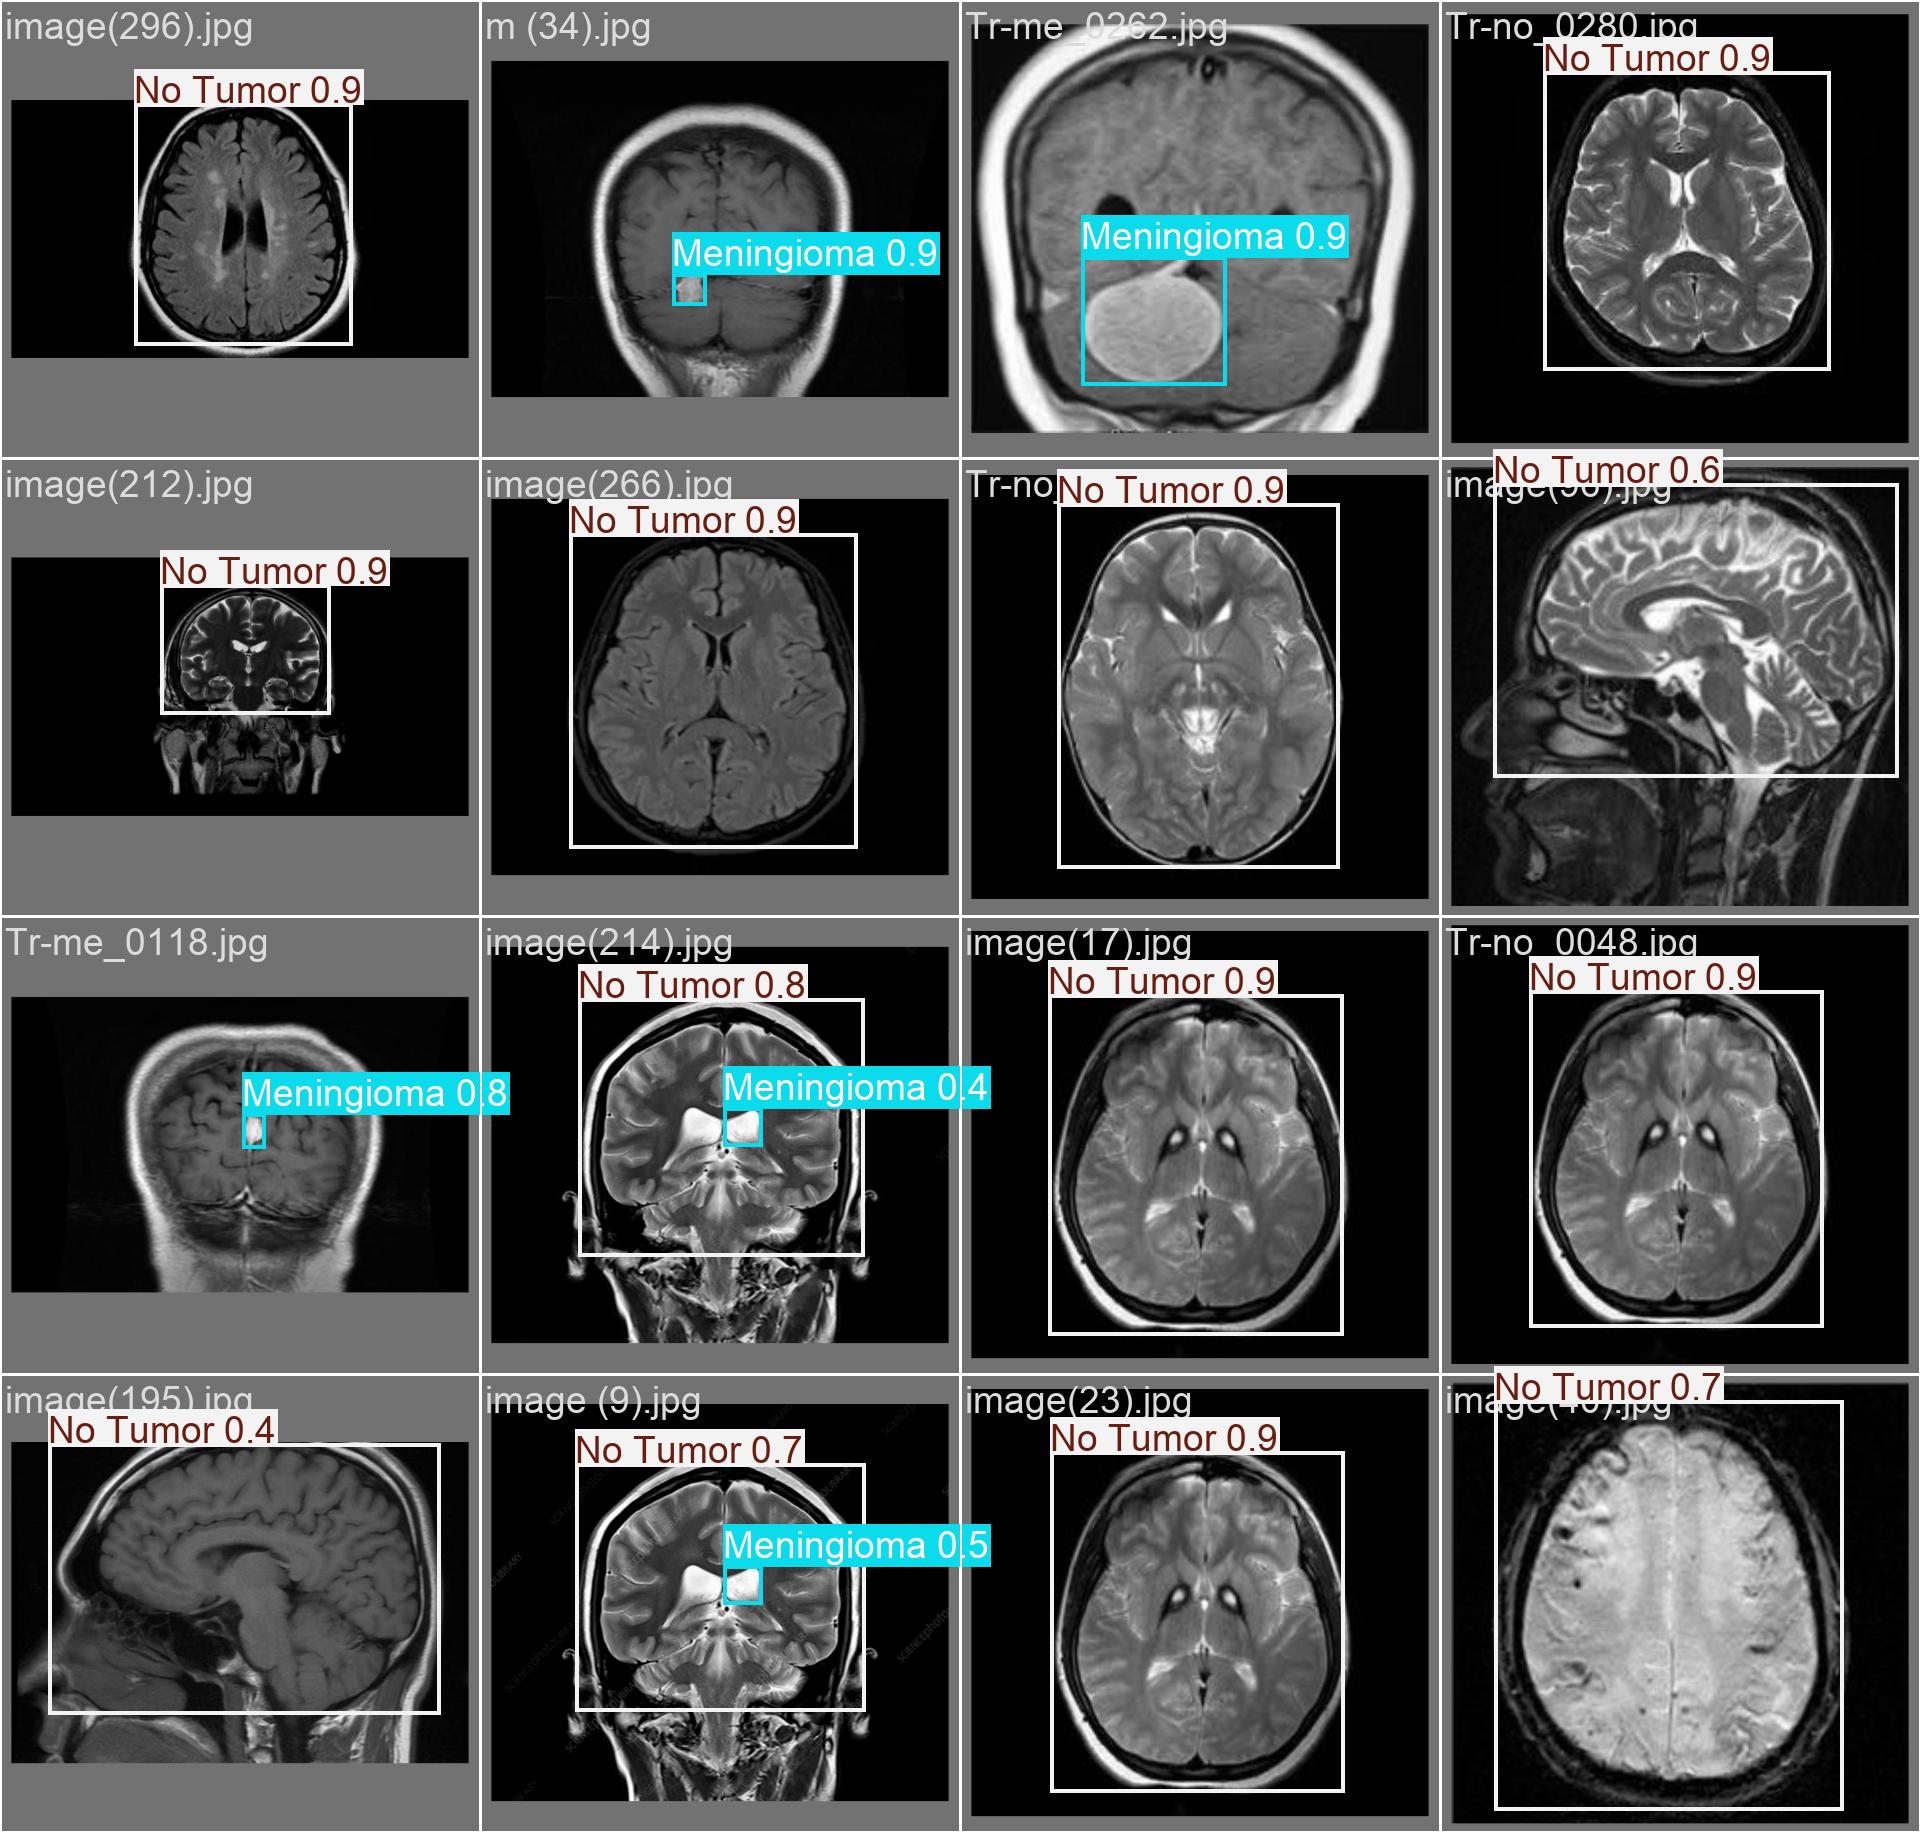 image(296).jpg
No Tumor 0.9
m (34).jpg
Meningioma 0.9
Tr-me_0262.jpg
Meningioma 0.9
Tr-no_0280.jpg
No Tumor 0.9
image(212).jpg
No Tumor 0.9
image(266).jpg
No Tumor 0.9
Tr-no
No Tumor 0.9
No Tumor 0.6
Tr-me_0118.jpg
Meningioma 0.8
image(214).jpg
No Tumor 0.8
Meningioma 0.4
image(17).jpg
No Tumor 0.9
Tr-no_0048.jpg
No Tumor 0.9
image(195).jpg
No Tumor 0.4
image (9).jpg
No Tumor 0.7
Meningioma 0.5
image(23).jpg
No Tumor 0.9
No Tumor 0.7